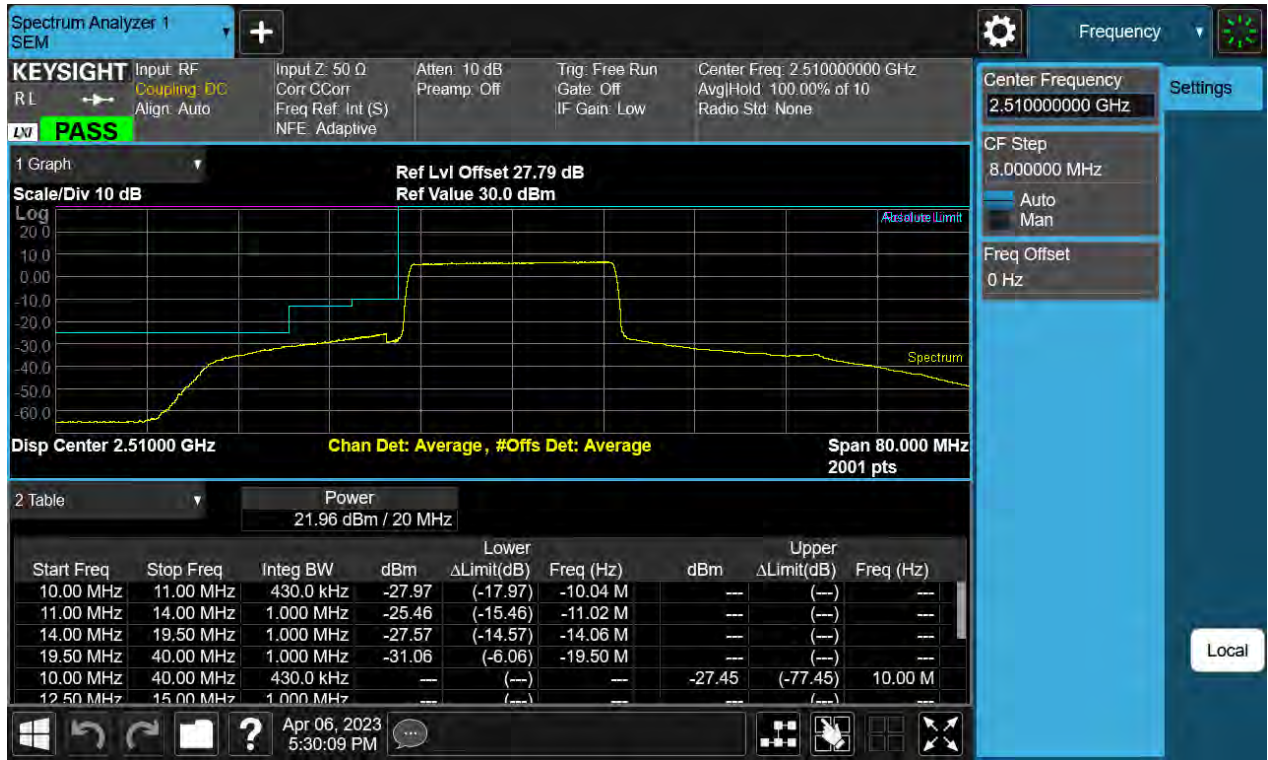 Spectrum Analyzer 1
SEM
Frequency
KEYSIGHT
RL
LXI
PASS
Input: RF
Coupling: DC
Align: Auto
Input Z: 50 Ω
Corr CCorr
Freq Ref: Int (S)
NFE: Adaptive
Atten: 10 dB
Preamp: Off
Trig: Free Run
Gate: Off
IF Gain: Low
Center Freq: 2.510000000 GHz
Avg|Hold: 100.00% of 10
Radio Std: None
Center Frequency
2.510000000 GHz
Settings
CF Step
8.000000 MHz
Auto
Man
Freq Offset
0 Hz
1 Graph
Scale/Div 10 dB
Ref Lvl Offset 27.79 dB
Ref Value 30.0 dBm
Log
20.0
10.0
0.00
-10.0
-20.0
-30.0
-40.0
-50.0
-60.0
Absolute Limit
Spectrum
Disp Center 2.51000 GHz
Chan Det: Average, #Offs Det: Average
Span 80.000 MHz
2001 pts
2 Table
Power
21.96 dBm / 20 MHz
Lower Upper
Start Freq Stop Freq Integ BW dBm ΔLimit(dB) Freq (Hz) dBm ΔLimit(dB) Freq (Hz)
10.00 MHz 11.00 MHz 430.0 kHz -27.97 (-17.97) -10.04 M --- (---) ---
11.00 MHz 14.00 MHz 1.000 MHz -25.46 (-15.46) -11.02 M --- (---) ---
14.00 MHz 19.50 MHz 1.000 MHz -27.57 (-14.57) -14.06 M --- (---) ---
19.50 MHz 40.00 MHz 1.000 MHz -31.06 (-6.06) -19.50 M --- (---) ---
10.00 MHz 40.00 MHz 430.0 kHz --- (---) --- -27.45 (-77.45) 10.00 M
12.50 MHz 15.00 MHz 1.000 MHz --- (---) --- --- (---) ---
Local
?
Apr 06, 2023
5:30:09 PM